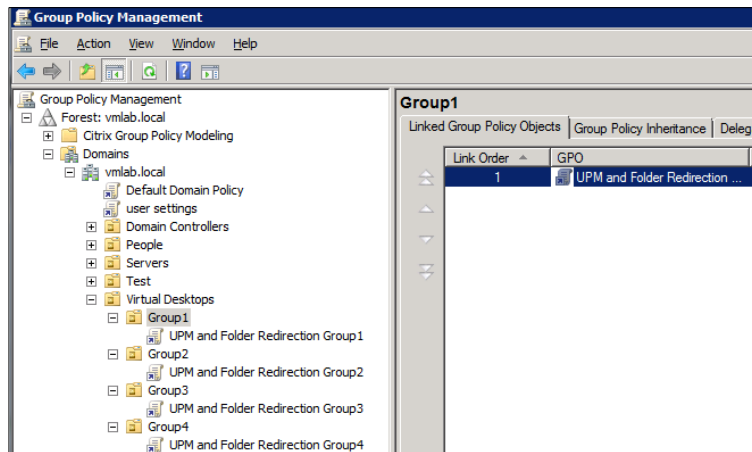 Group Policy Management
File Action View Window Help
Group Policy Management
Forest: vmlab.local
Citrix Group Policy Modeling
Domains
vmlab.local
Default Domain Policy
user settings
Domain Controllers
People
Servers
Test
Virtual Desktops
Group1
UPM and Folder Redirection Group1
Group2
UPM and Folder Redirection Group2
Group3
UPM and Folder Redirection Group3
Group4
UPM and Folder Redirection Group4
Group1
Linked Group Policy Objects Group Policy Inheritance Deleg
Link Order GPO
1 UPM and Folder Redirection ...